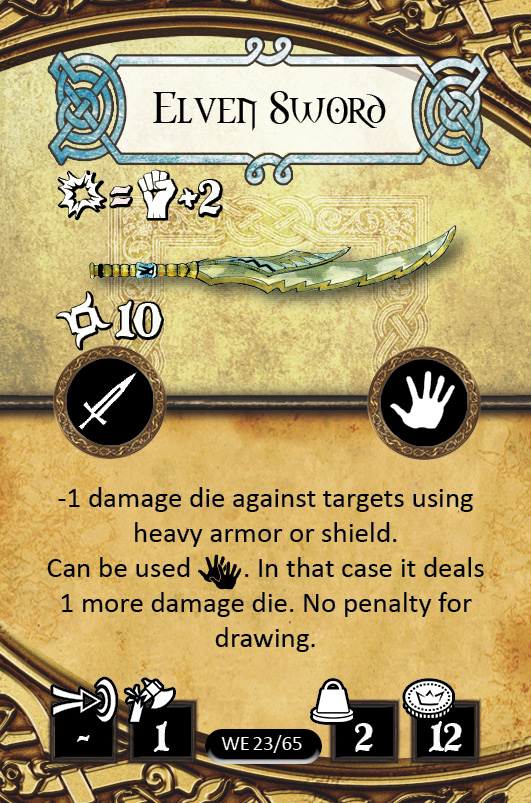 Elven Sword
= +2
10
-1 damage die against targets using
heavy armor or shield.
Can be used . In that case it deals
1 more damage die. No penalty for
drawing.
- 1 WE 23/65 2 12